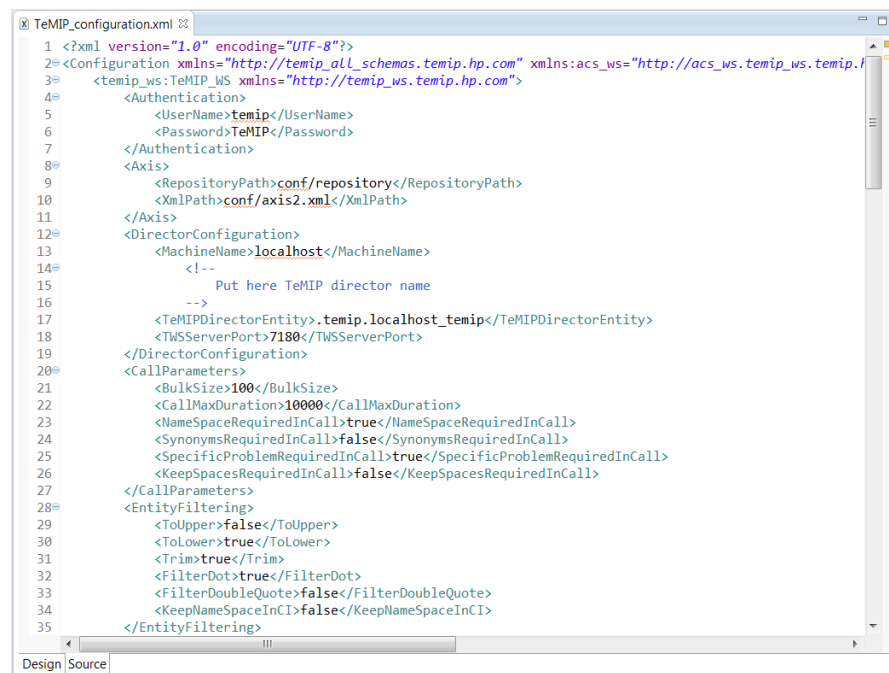 TeMIP_configuration.xml
1 <?xml version="1.0" encoding="UTF-8"?>
2 <Configuration xmlns="http://temip_all_schemas.temip.hp.com" xmlns:acs_ws="http://acs_ws.temip_ws.temip.h
3 <temip_ws:TeMIP_WS xmlns="http://temip_ws.temip.hp.com">
4 <Authentication>
5 <UserName>temip</UserName>
6 <Password>TeMIP</Password>
7 </Authentication>
8 <Axis>
9 <RepositoryPath>conf/repository</RepositoryPath>
10 <XmlPath>conf/axis2.xml</XmlPath>
11 </Axis>
12 <DirectorConfiguration>
13 <MachineName>localhost</MachineName>
14 <!--
15 Put here TeMIP director name
16 -->
17 <TeMIPDirectorEntity>.temip.localhost_temip</TeMIPDirectorEntity>
18 <TWSServerPort>7180</TWSServerPort>
19 </DirectorConfiguration>
20 <CallParameters>
21 <BulkSize>100</BulkSize>
22 <CallMaxDuration>10000</CallMaxDuration>
23 <NameSpaceRequiredInCall>true</NameSpaceRequiredInCall>
24 <SynonymsRequiredInCall>false</SynonymsRequiredInCall>
25 <SpecificProblemRequiredInCall>true</SpecificProblemRequiredInCall>
26 <KeepSpacesRequiredInCall>false</KeepSpacesRequiredInCall>
27 </CallParameters>
28 <EntityFiltering>
29 <ToUpper>false</ToUpper>
30 <ToLower>true</ToLower>
31 <Trim>true</Trim>
32 <FilterDot>true</FilterDot>
33 <FilterDoubleQuote>false</FilterDoubleQuote>
34 <KeepNameSpaceInCI>false</KeepNameSpaceInCI>
35 </EntityFiltering>
Design Source